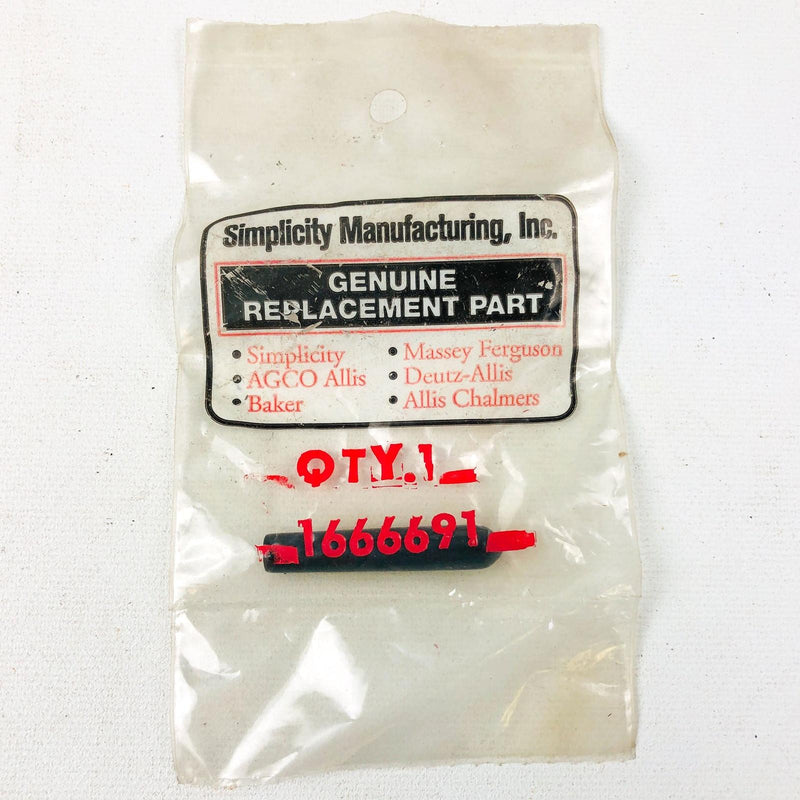 Simplicity Manufacturing, Inc.
GENUINE
REPLACEMENT PART
• Simplicity • Massey Ferguson
• AGCO Allis • Deutz-Allis
• Baker • Allis Chalmers
QTY.1
1666691